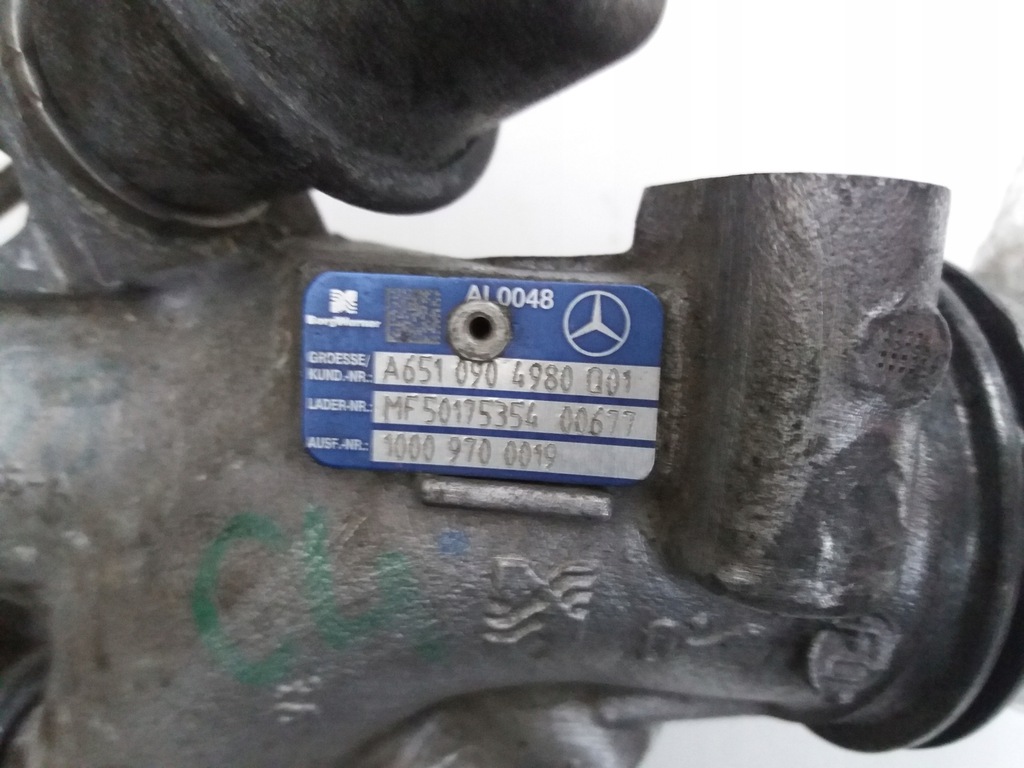 AL0048
BorgWarner
GROESSE/
KUND.-NR.: A651 090 4980 Q01
LADER-NR.: MF50175354 00677
AUSF.-NR.: 1000 970 0019